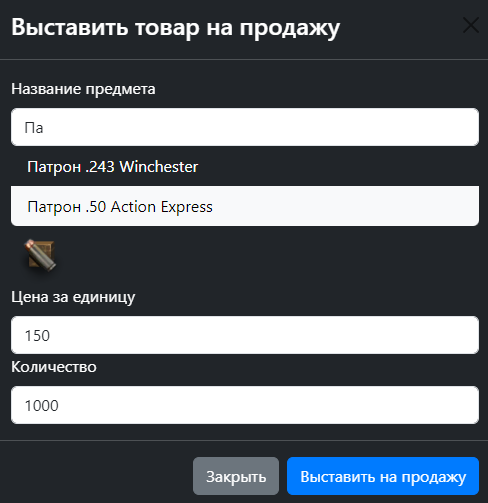 Выставить товар на продажу
Название предмета
Па
Патрон .243 Winchester
Патрон .50 Action Express
Цена за единицу
150
Количество
1000
Закрыть
Выставить на продажу